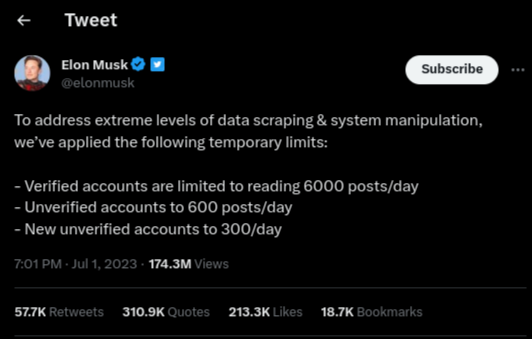 ← Tweet
Elon Musk
@elonmusk
Subscribe
To address extreme levels of data scraping & system manipulation,
we’ve applied the following temporary limits:
- Verified accounts are limited to reading 6000 posts/day
- Unverified accounts to 600 posts/day
- New unverified accounts to 300/day
7:01 PM · Jul 1, 2023 · 174.3M Views
57.7K Retweets 310.9K Quotes 213.3K Likes 18.7K Bookmarks